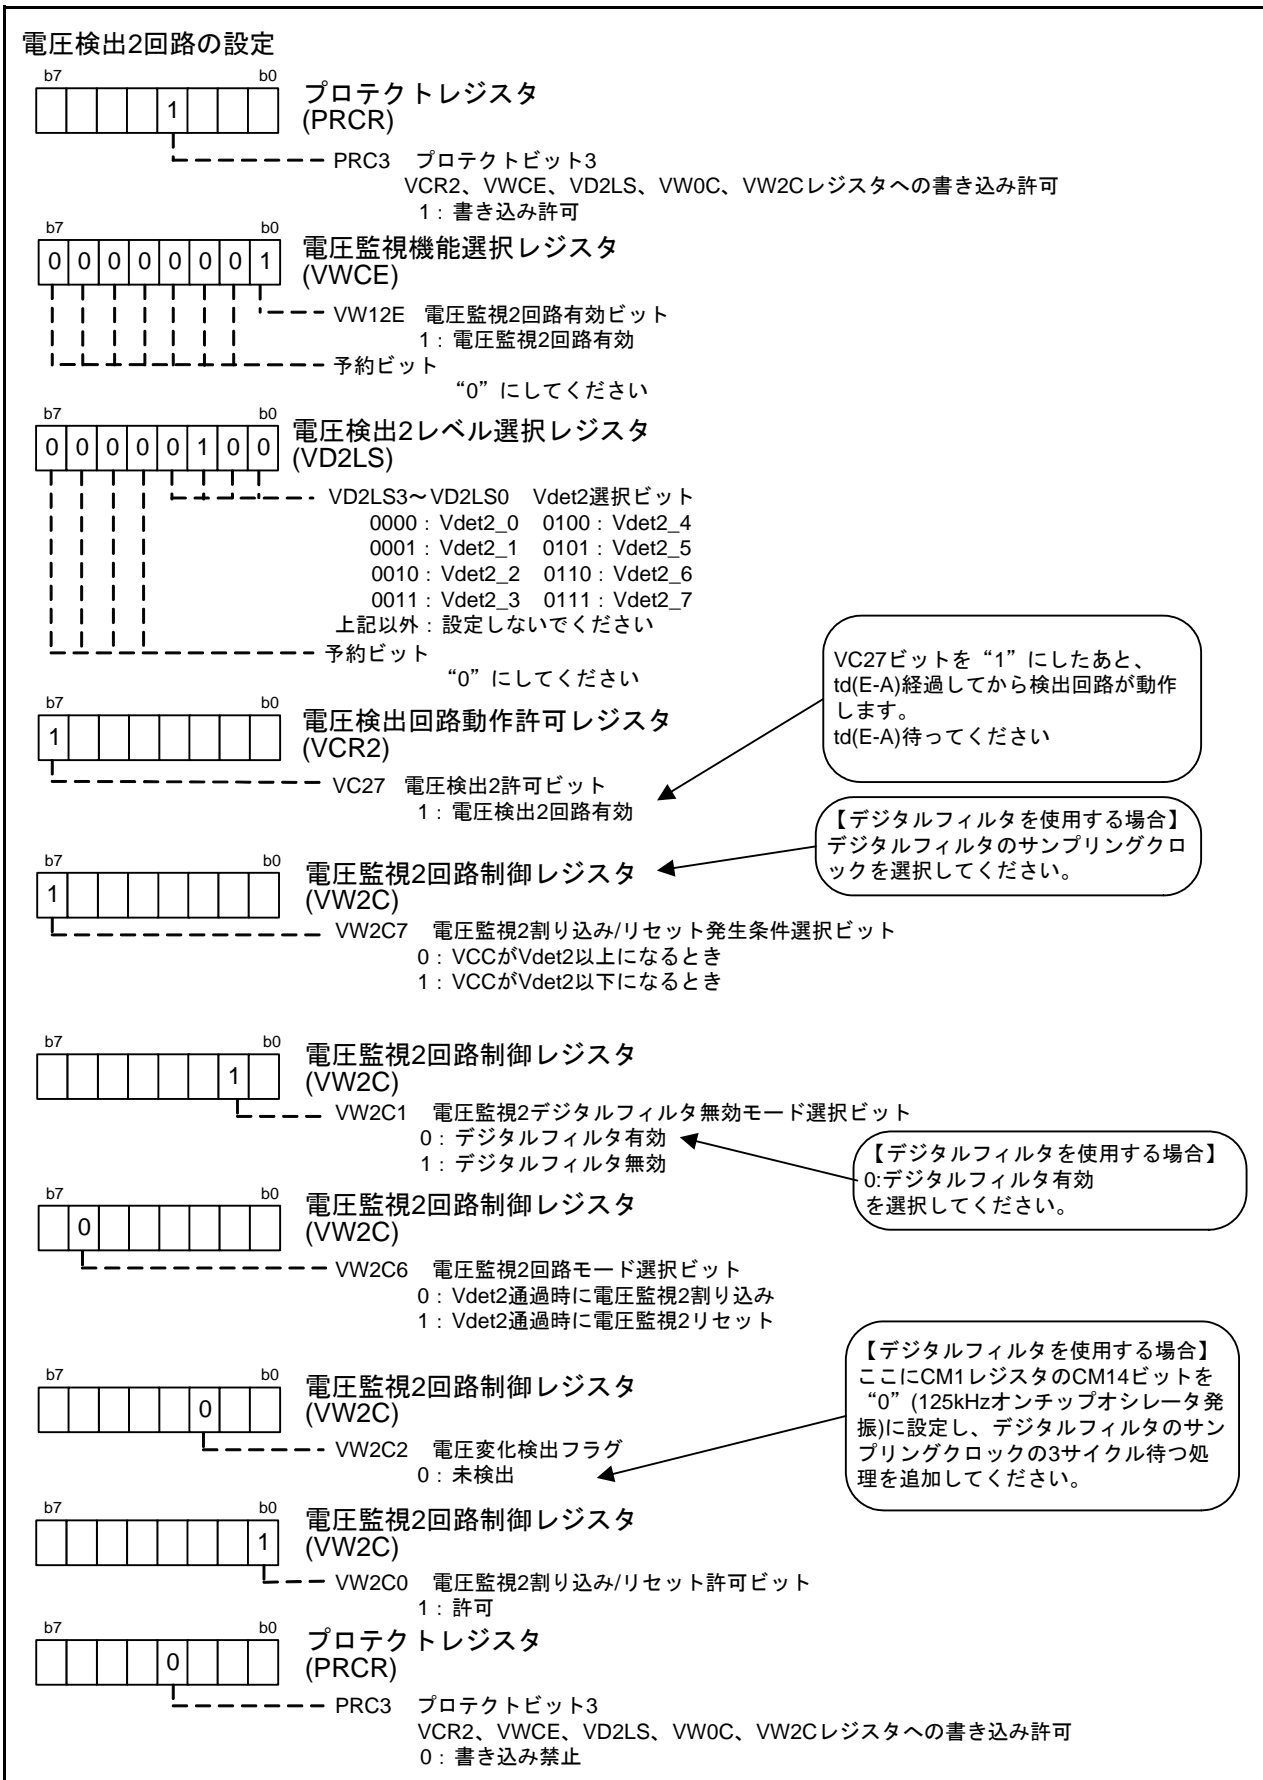 電圧検出2回路の設定
b7 b0
1
プロテクトレジスタ
(PRCR)
PRC3 プロテクトビット3
VCR2、VWCE、VD2LS、VW0C、VW2Cレジスタへの書き込み許可
1：書き込み許可
b7 b0
0 0 0 0 0 0 0 1
電圧監視機能選択レジスタ
(VWCE)
VW12E 電圧監視2回路有効ビット
1：電圧監視2回路有効
予約ビット
“0”にしてください
b7 b0
0 0 0 0 0 1 0 0
電圧検出2レベル選択レジスタ
(VD2LS)
VD2LS3～VD2LS0 Vdet2選択ビット
0000：Vdet2_0 0100：Vdet2_4
0001：Vdet2_1 0101：Vdet2_5
0010：Vdet2_2 0110：Vdet2_6
0011：Vdet2_3 0111：Vdet2_7
上記以外：設定しないでください
予約ビット
“0”にしてください
VC27ビットを“1”にしたあと、
td(E-A)経過してから検出回路が動作
します。
td(E-A)待ってください
b7 b0
1
電圧検出回路動作許可レジスタ
(VCR2)
VC27 電圧検出2許可ビット
1：電圧検出2回路有効
【デジタルフィルタを使用する場合】
デジタルフィルタのサンプリングクロ
ックを選択してください。
b7 b0
1
電圧監視2回路制御レジスタ
(VW2C)
VW2C7 電圧監視2割り込み/リセット発生条件選択ビット
0：VCCがVdet2以上になるとき
1：VCCがVdet2以下になるとき
b7 b0
1
電圧監視2回路制御レジスタ
(VW2C)
VW2C1 電圧監視2デジタルフィルタ無効モード選択ビット
0：デジタルフィルタ有効
1：デジタルフィルタ無効
【デジタルフィルタを使用する場合】
0:デジタルフィルタ有効
を選択してください。
b7 b0
0
電圧監視2回路制御レジスタ
(VW2C)
VW2C6 電圧監視2回路モード選択ビット
0：Vdet2通過時に電圧監視2割り込み
1：Vdet2通過時に電圧監視2リセット
【デジタルフィルタを使用する場合】
ここにCM1レジスタのCM14ビットを
“0”(125kHzオンチップオシレータ発
振)に設定し、デジタルフィルタのサン
プリングクロックの3サイクル待つ処
理を追加してください。
b7 b0
0
電圧監視2回路制御レジスタ
(VW2C)
VW2C2 電圧変化検出フラグ
0：未検出
b7 b0
1
電圧監視2回路制御レジスタ
(VW2C)
VW2C0 電圧監視2割り込み/リセット許可ビット
1：許可
b7 b0
0
プロテクトレジスタ
(PRCR)
PRC3 プロテクトビット3
VCR2、VWCE、VD2LS、VW0C、VW2Cレジスタへの書き込み許可
0：書き込み禁止